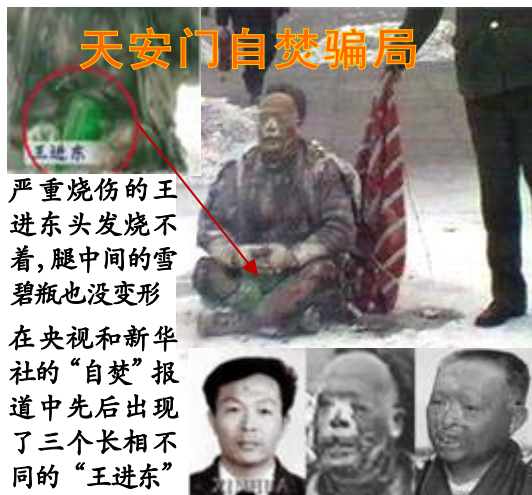 天安门自焚骗局
王进东
严重烧伤的王
进东头发烧不
着,腿中间的雪
碧瓶也没变形
在央视和新华
社的“自焚”报
道中先后出现
了三个长相不
同的“王进东”
XINHUA